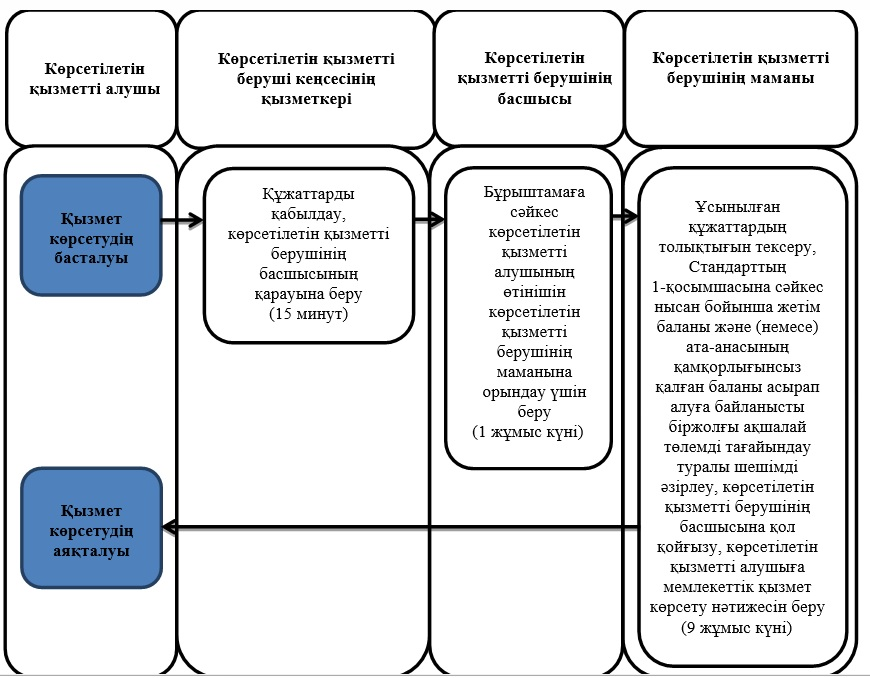 Көрсетілетін
қызметті алушы
Көрсетілетін қызметті
беруші кеңсесінің
қызметкері
Көрсетілетін
қызметті берушінің
басшысы
Көрсетілетін қызметті
берушінің маманы
Қызмет
көрсетудің
басталуы
Құжаттарды
қабылдау,
көрсетілетін қызметті
берушінің
басшысының
қарауына беру
(15 минут)
Бұрыштамаға
сәйкес
көрсетілетін
қызметті
алушының
өтінішін
көрсетілетін
қызметті
берушінің
маманына
орындау үшін
беру
(1 жұмыс күні)
Ұсынылған
құжаттардың
толықтығын тексеру,
Стандарттың
1-қосымшасына сәйкес
нысан бойынша жетім
баланы және (немесе)
ата-анасының
қамқорлығынсыз
қалған баланы асырап
алуға байланысты
біржолғы ақшалай
төлемді тағайындау
туралы шешімді
әзірлеу, көрсетілетін
қызметті берушінің
басшысына қол
қойғызу, көрсетілетін
қызметті алушыға
мемлекеттік қызмет
көрсету нәтижесін беру
(9 жұмыс күні)
Қызмет
көрсетудің
аяқталуы